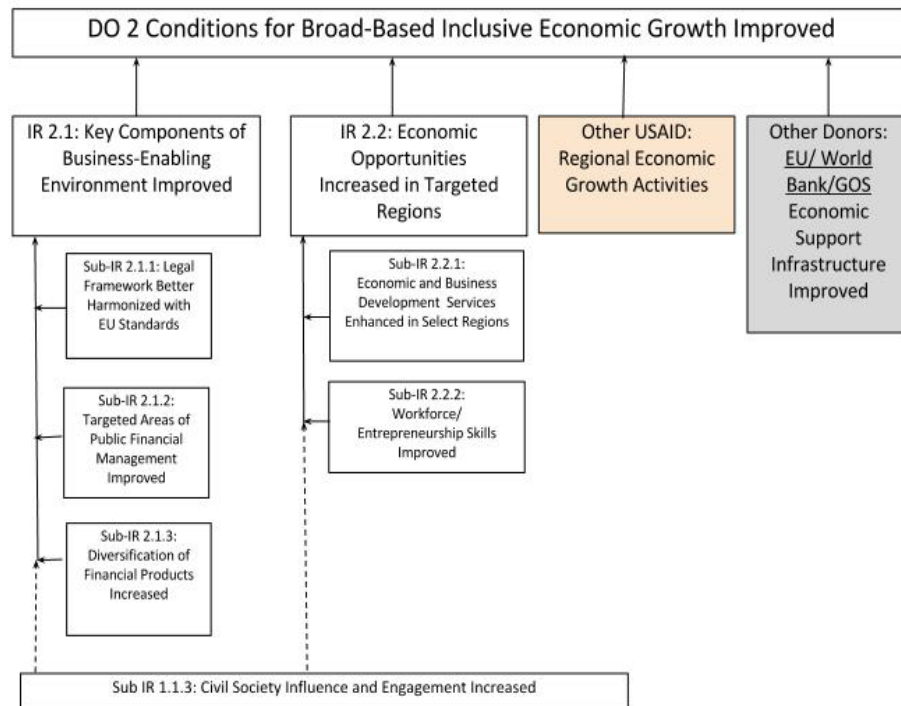 DO 2 Conditions for Broad-Based Inclusive Economic Growth Improved
IR 2.1: Key Components of
Business-Enabling
Environment Improved
IR 2.2: Economic
Opportunities
Increased in Targeted
Regions
Other USAID:
Regional Economic
Growth Activities
Other Donors:
EU/ World
Bank/GOS
Economic
Support
Infrastructure
Improved
Sub-IR 2.1.1: Legal
Framework Better
Harmonized with
EU Standards
Sub-IR 2.1.2:
Targeted Areas of
Public Financial
Management
Improved
Sub-IR 2.1.3:
Diversification of
Financial Products
Increased
Sub-IR 2.2.1:
Economic and Business
Development Services
Enhanced in Select Regions
Sub-IR 2.2.2:
Workforce/
Entrepreneurship Skills
Improved
Sub IR 1.1.3: Civil Society Influence and Engagement Increased